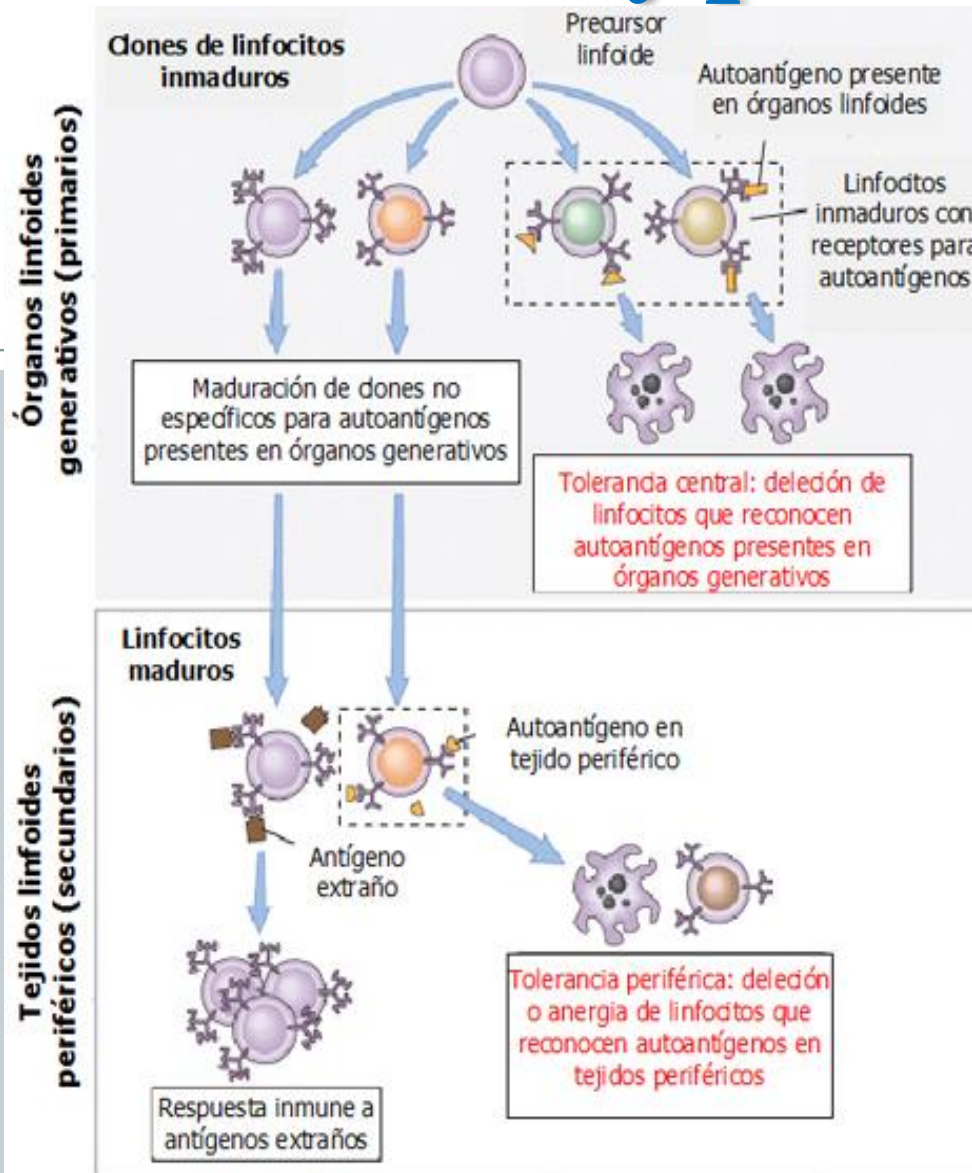 Clones de linfocitos
inmaduros
Precursor
linfoide
Autoantígeno presente
en órganos linfoides
Linfocitos
inmaduros con
receptores para
autoantígenos
Órganos linfoides
generativos (primarios)
Maduración de clones no
específicos para autoantígenos
presentes en órganos generativos
Tolerancia central: deleción de
linfocitos que reconocen
autoantígenos presentes en
órganos generativos
Linfocitos
maduros
Autoantígeno en
tejido periférico
Antígeno
extraño
Tejidos linfoides
periféricos (secundarios)
Tolerancia periférica: deleción
o anergia de linfocitos que
reconocen autoantígenos en
tejidos periféricos
Respuesta inmune a
antígenos extraños